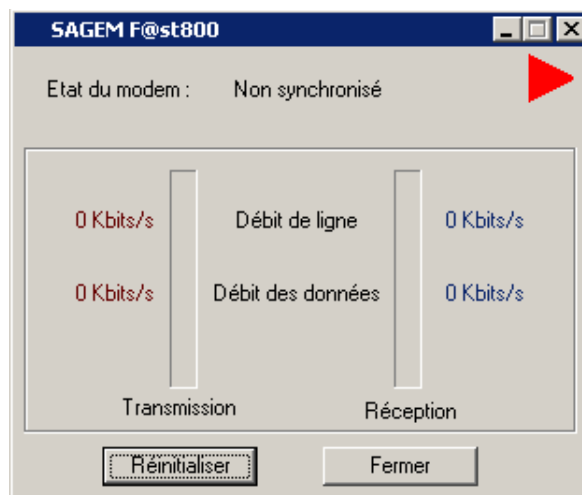 SAGEM F@st800
Etat du modem : Non synchronisé
0 Kbits/s Débit de ligne 0 Kbits/s
0 Kbits/s Débit des données 0 Kbits/s
Transmission Réception
Réinitialiser Fermer